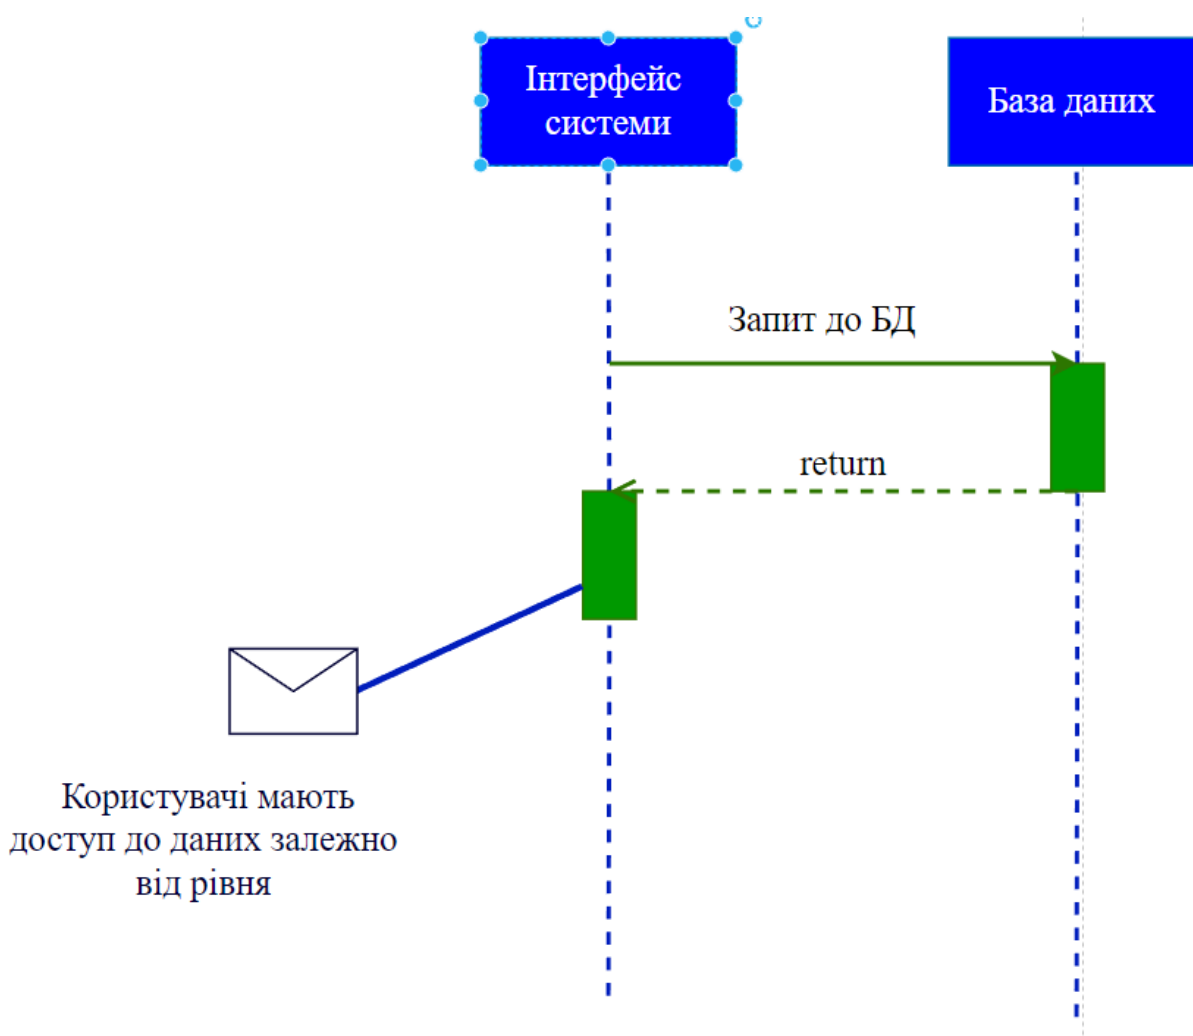 Інтерфейс
системи
База даних
Запит до БД
return
Користувачі мають
доступ до даних залежно
від рівня